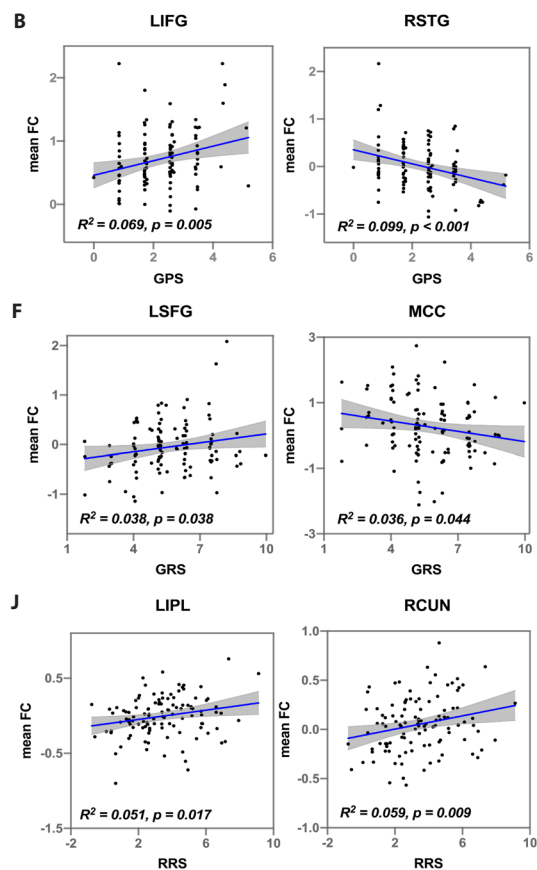 B
LIFG
RSTG
mean FC
2
1
0
R² = 0.069, p = 0.005
0 2 4 6
GPS
mean FC
2
1
0
-1
R² = 0.099, p < 0.001
0 2 4 6
GPS
F
LSFG
MCC
mean FC
2
1
0
-1
R² = 0.038, p = 0.038
1 4 7 10
GRS
mean FC
3
1
-1
-3
R² = 0.036, p = 0.044
1 4 7 10
GRS
J
LIPL
RCUN
mean FC
0.5
-0.5
-1.5
R² = 0.051, p = 0.017
-2 2 6 10
RRS
mean FC
1.0
0.5
0.0
-0.5
-1.0
R² = 0.059, p = 0.009
-2 2 6 10
RRS